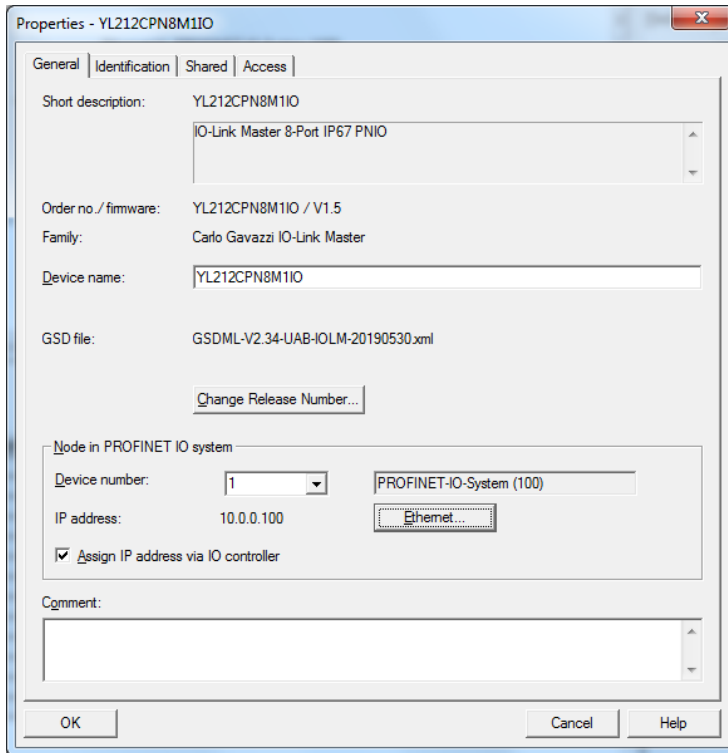 Properties - YL212CPN8M1IO
General Identification Shared Access
Short description: YL212CPN8M1IO
IO-Link Master 8-Port IP67 PNIO
Order no./ firmware: YL212CPN8M1IO / V1.5
Family: Carlo Gavazzi IO-Link Master
Device name: YL212CPN8M1IO
GSD file: GSDML-V2.34-UAB-IOLM-20190530.xml
Change Release Number...
Node in PROFINET IO system
Device number: 1 PROFINET-IO-System (100)
IP address: 10.0.0.100 Ethernet...
Assign IP address via IO controller
Comment:
OK Cancel Help